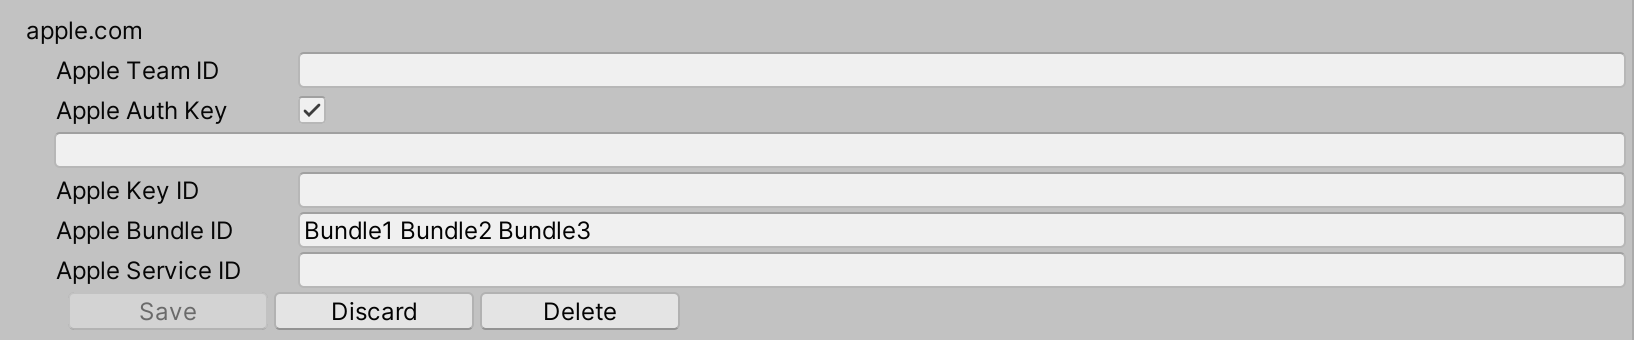 apple.com
Apple Team ID
Apple Auth Key
Apple Key ID
Apple Bundle ID Bundle1 Bundle2 Bundle3
Apple Service ID
Save Discard Delete